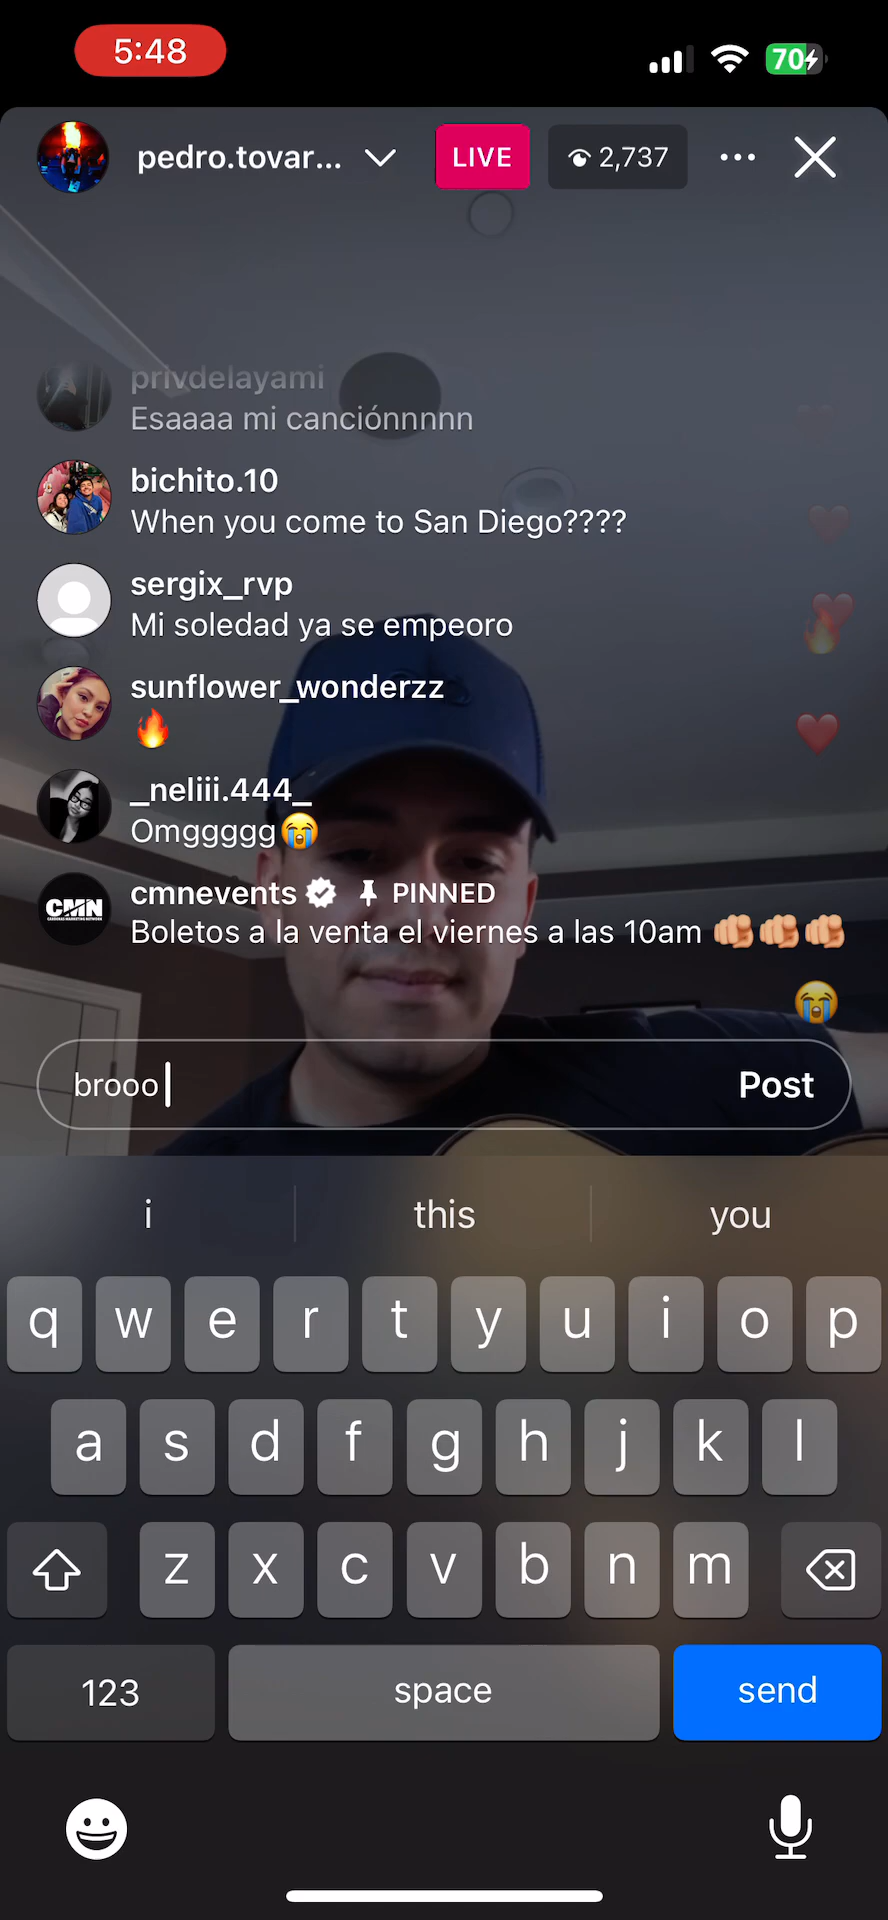 5:48
70
pedro.tovar...
LIVE
2,737
privdelayami
Esaaaa mi canciónnnnn
bichito.10
When you come to San Diego????
sergix_rvp
Mi soledad ya se empeoro
sunflower_wonderzz
🔥
_neliii.444_
Omggggg😭
CMN
cmnevents PINNED
Boletos a la venta el viernes a las 10am 🫵🫵🫵
brooo
Post
i this you
q w e r t y u i o p
a s d f g h j k l
z x c v b n m
123 space send